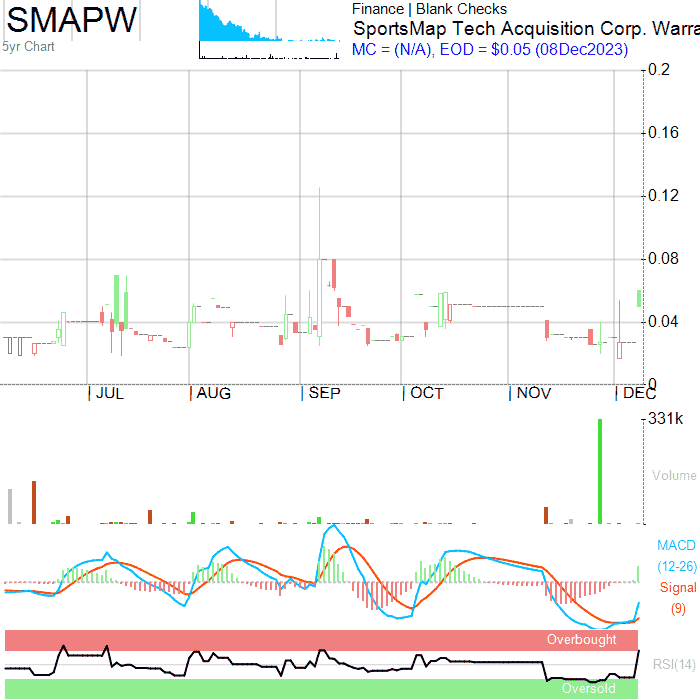 SMAPW
5yr Chart
Finance | Blank Checks
SportsMap Tech Acquisition Corp. Warra
MC = (N/A), EOD = $0.05 (08Dec2023)
0.2
0.16
0.12
0.08
0.04
0
JUL AUG SEP OCT NOV DEC
331k
Volume
MACD
(12-26)
Signal
(9)
Overbought
RSI(14)
Oversold